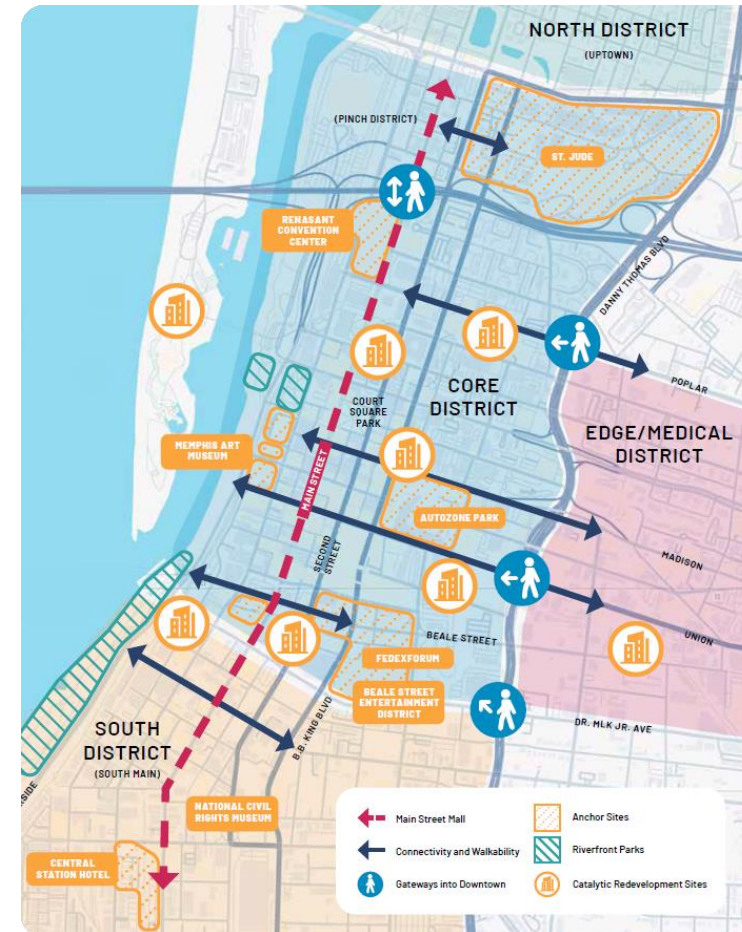 NORTH DISTRICT
(UPTOWN)
(PINCH DISTRICT)
ST. JUDE
RENASANT
CONVENTION
CENTER
DANNY THOMAS BLVD
POPLAR
COURT
SQUARE
PARK
CORE
DISTRICT
EDGE/MEDICAL
DISTRICT
MEMPHIS ART
MUSEUM
MAIN STREET
AUTOZONE PARK
MADISON
SECOND
STREET
UNION
BEALE STREET
FEDEXFORUM
BEALE STREET
ENTERTAINMENT
DISTRICT
DR. MLK JR. AVE
B.B. KING BLVD
SOUTH
DISTRICT
(SOUTH MAIN)
NATIONAL CIVIL
RIGHTS MUSEUM
CENTRAL
STATION HOTEL
Main Street Mall
Connectivity and Walkability
Gateways into Downtown
Anchor Sites
Riverfront Parks
Catalytic Redevelopment Sites